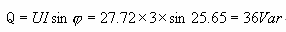 Q = UI sin φ = 27.72×3×sin 25.65 = 36Var